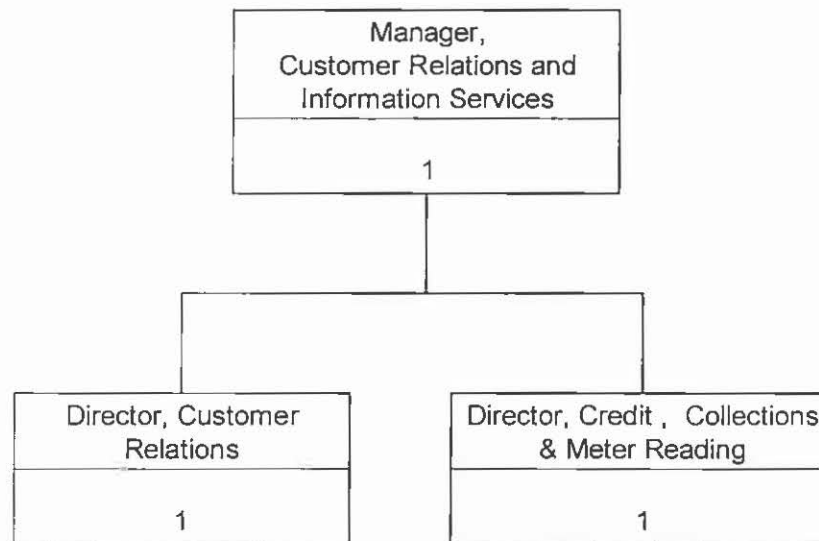 Manager,
Customer Relations and
Information Services
1
Director, Customer
Relations
1
Director, Credit , Collections
& Meter Reading
1